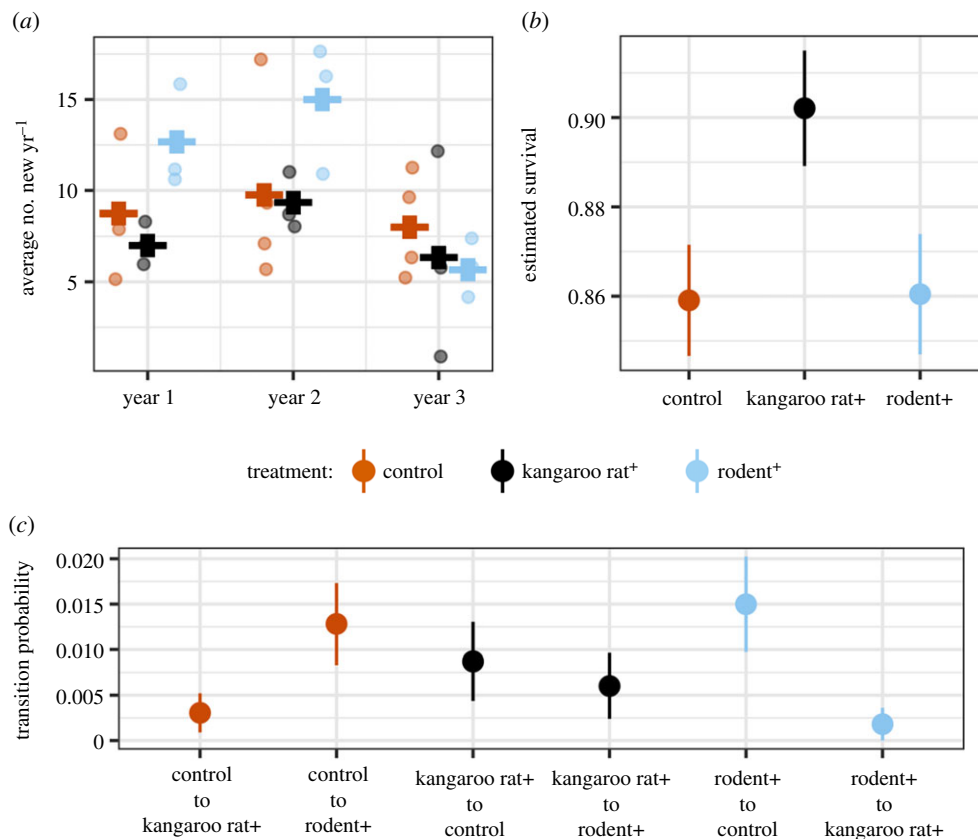 (a)
average no. new yr⁻¹
15
10
5
year 1 year 2 year 3
(b)
estimated survival
0.90
0.88
0.86
control kangaroo rat+ rodent+
treatment: control kangaroo rat⁺ rodent⁺
(c)
transition probability
0.020
0.015
0.010
0.005
0
control
to
kangaroo rat+
control
to
rodent+
kangaroo rat+
to
control
kangaroo rat+
to
rodent+
rodent+
to
control
rodent+
to
kangaroo rat+